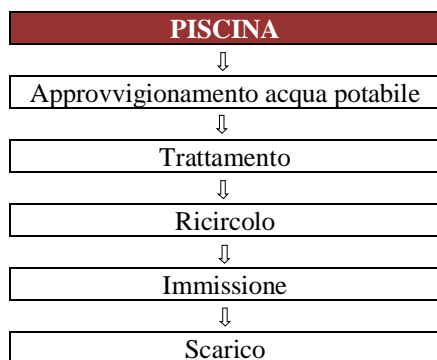 PISCINA
⇩
Approvvigionamento acqua potabile
⇩
Trattamento
⇩
Ricircolo
⇩
Immissione
⇩
Scarico